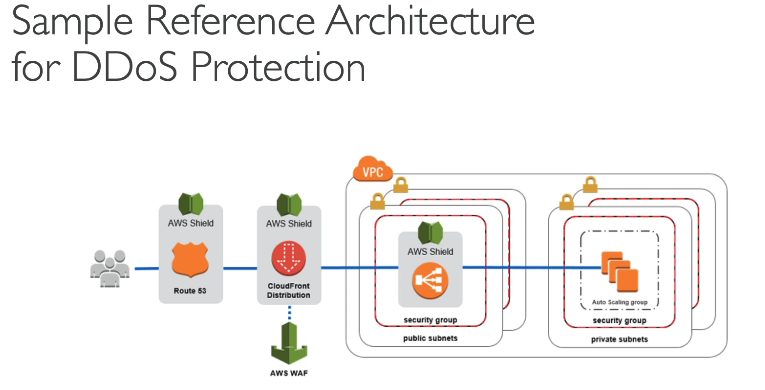 Sample Reference Architecture
for DDoS Protection
VPC
AWS Shield
Route 53
AWS Shield
CloudFront
Distribution
AWS WAF
AWS Shield
security group
public subnets
Auto Scaling group
security group
private subnets